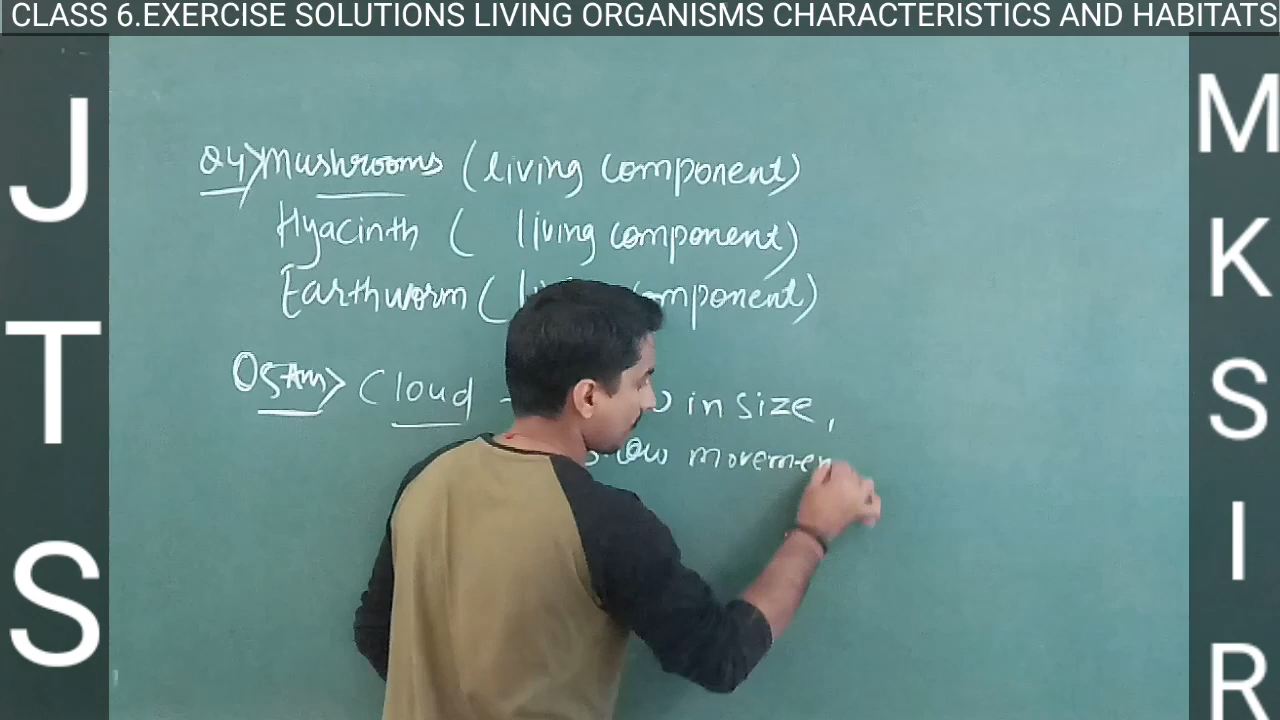 CLASS 6.EXERCISE SOLUTIONS LIVING ORGANISMS CHARACTERISTICS AND HABITATS
J
T
S
Q4>Mushrooms (living component)
Hyacinth ( living component)
Earthworm ( component)
Cloud - in size,
movemen
M
K
S
I
R